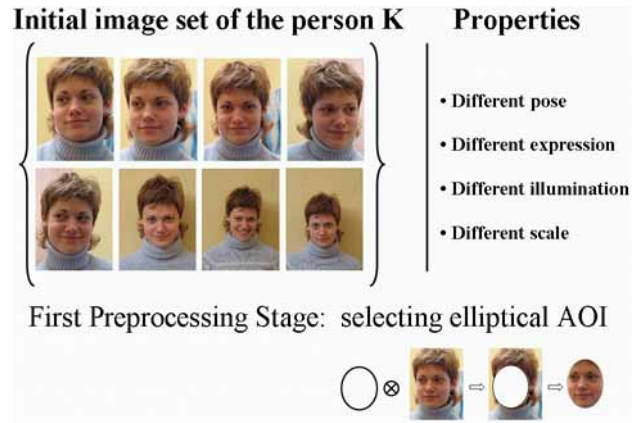 Initial image set of the person K
Properties
• Different pose
• Different expression
• Different illumination
• Different scale
First Preprocessing Stage: selecting elliptical AOI